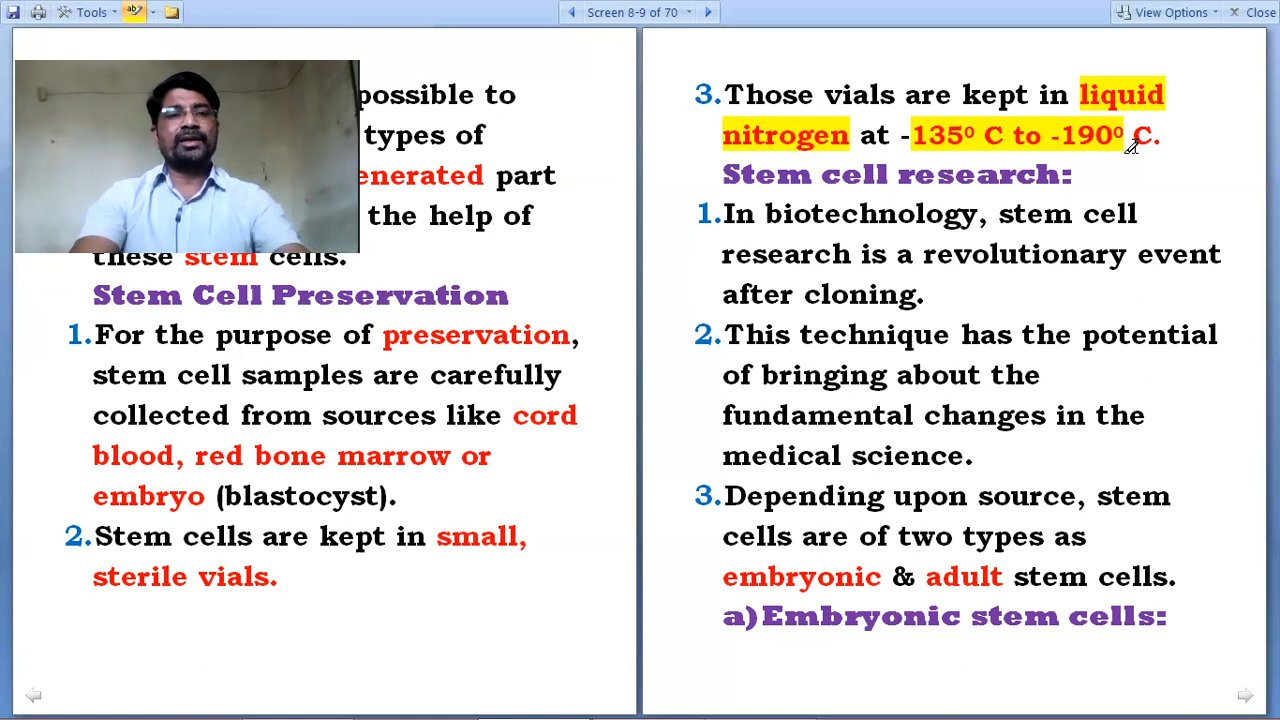 Tools
Screen 8-9 of 70
View Options
Close
possible to
types of
enerated part
the help of
these stem cells.
Stem Cell Preservation
1.For the purpose of preservation,
stem cell samples are carefully
collected from sources like cord
blood, red bone marrow or
embryo (blastocyst).
2.Stem cells are kept in small,
sterile vials.
3.Those vials are kept in liquid
nitrogen at -135⁰ C to -190⁰ C.
Stem cell research:
1.In biotechnology, stem cell
research is a revolutionary event
after cloning.
2.This technique has the potential
of bringing about the
fundamental changes in the
medical science.
3.Depending upon source, stem
cells are of two types as
embryonic & adult stem cells.
a)Embryonic stem cells: